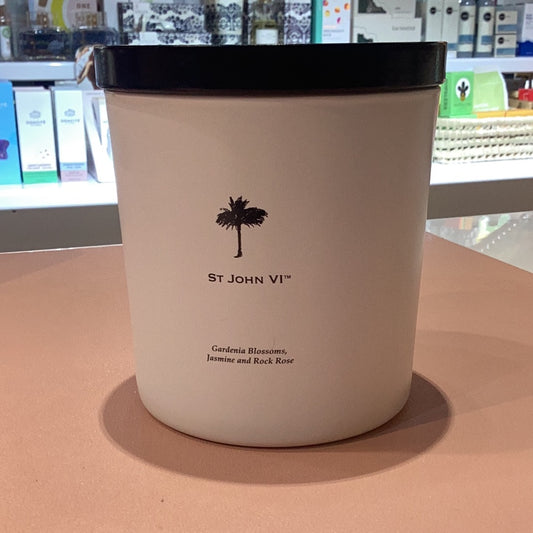 St John VI™
Gardenia Blossoms,
Jasmine and Rock Rose